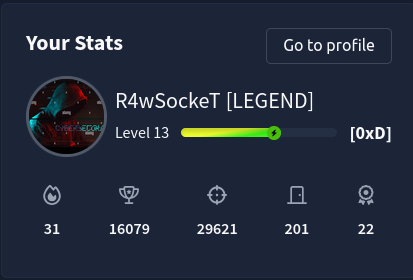 Your Stats
Go to profile
R4wSockeT [LEGEND]
Level 13
[0xD]
31 16079 29621 201 22